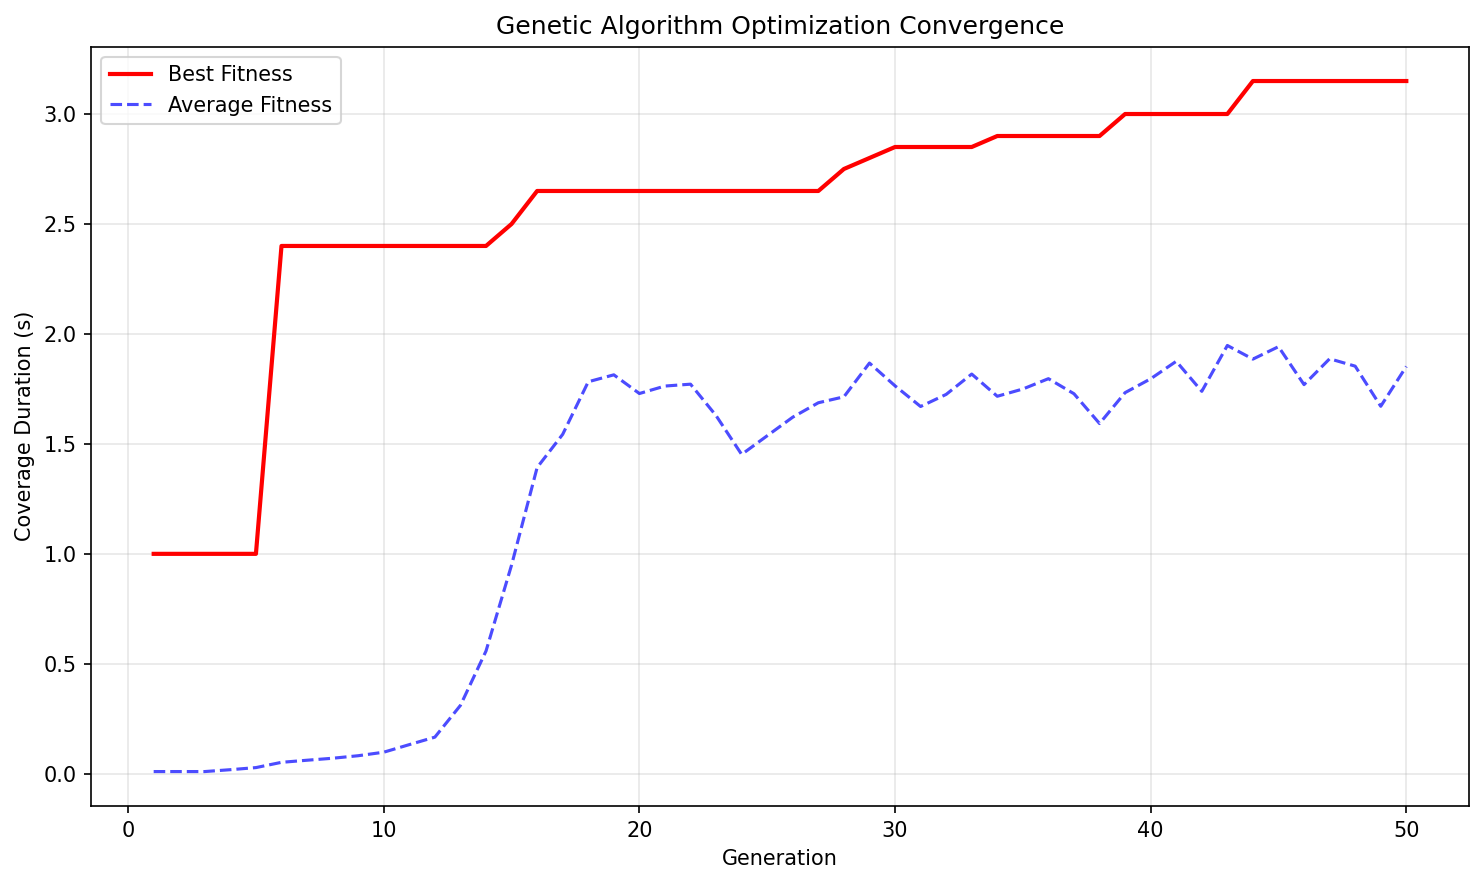 Genetic Algorithm Optimization Convergence
Best Fitness
Average Fitness
Coverage Duration (s)
3.0
2.5
2.0
1.5
1.0
0.5
0.0
0 10 20 30 40 50
Generation